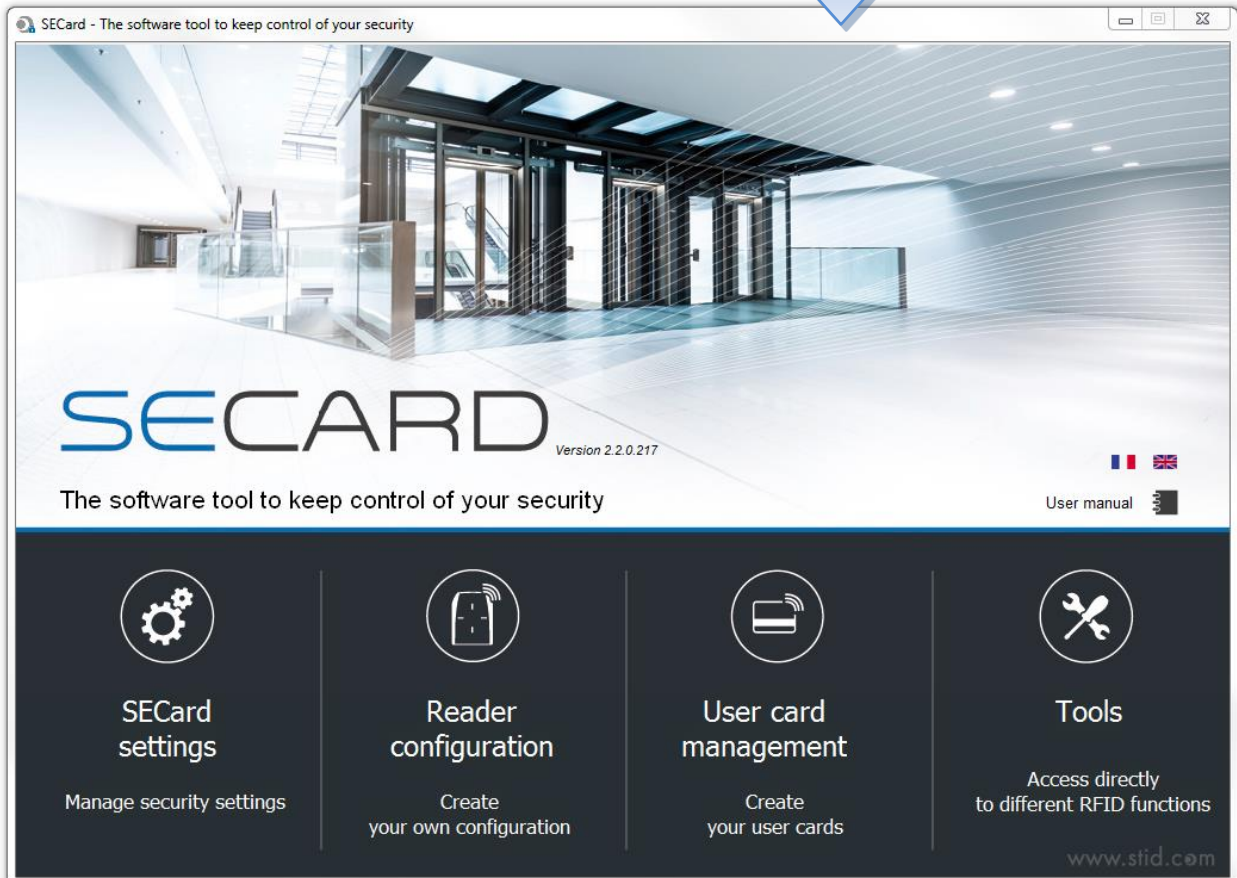 SECard - The software tool to keep control of your security
SECARD
Version 2.2.0.217
The software tool to keep control of your security
User manual
SECard
settings
Manage security settings
Reader
configuration
Create
your own configuration
User card
management
Create
your user cards
Tools
Access directly
to different RFID functions
www.stid.com